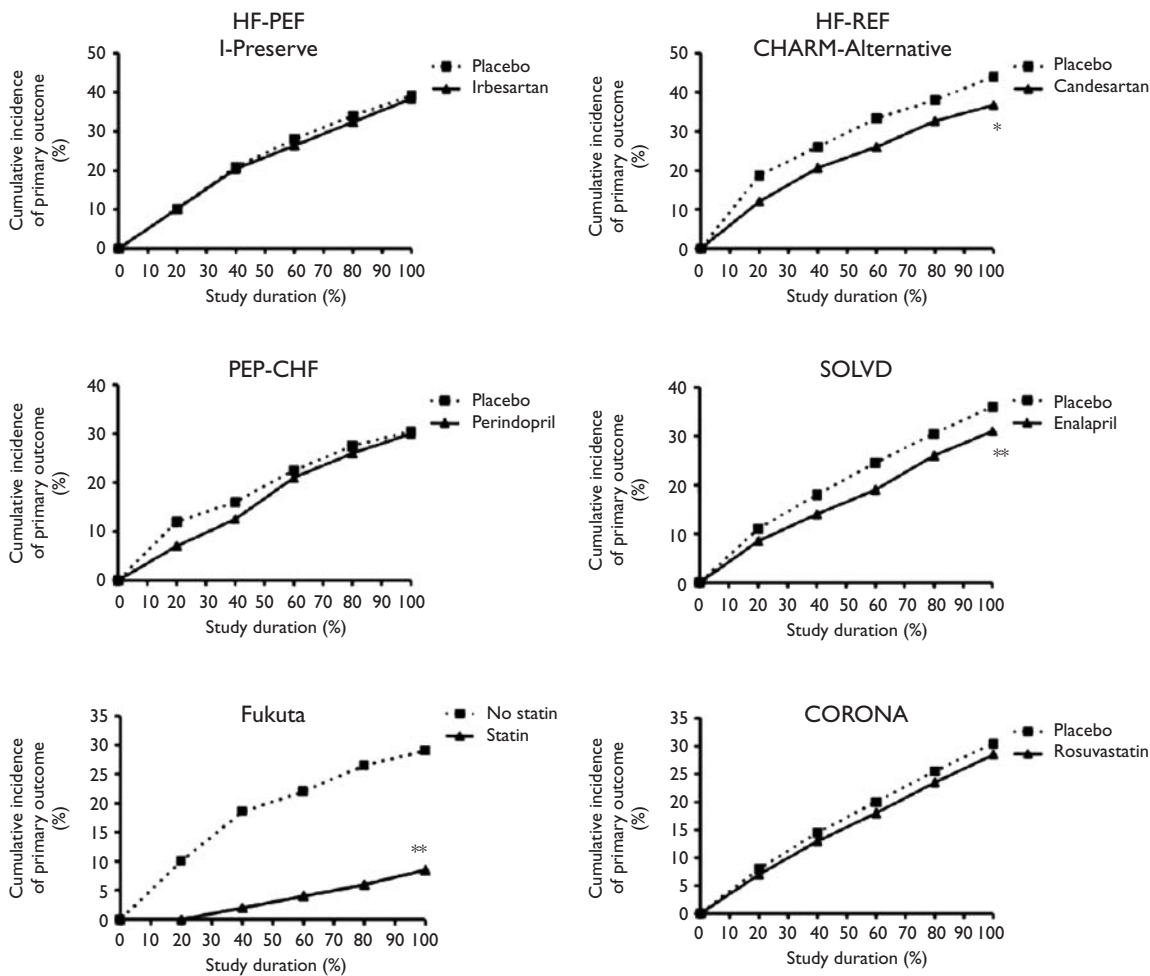 HF-PEF
I-Preserve
Cumulative incidence
of primary outcome
(%)
50
40
30
20
10
0
0 10 20 30 40 50 60 70 80 90 100
Study duration (%)
Placebo
Irbesartan
HF-REF
CHARM-Alternative
Cumulative incidence
of primary outcome
(%)
50
40
30
20
10
0
0 10 20 30 40 50 60 70 80 90 100
Study duration (%)
Placebo
Candesartan
*
PEP-CHF
Cumulative incidence
of primary outcome
(%)
40
30
20
10
0
0 10 20 30 40 50 60 70 80 90 100
Study duration (%)
Placebo
Perindopril
SOLVD
Cumulative incidence
of primary outcome
(%)
40
30
20
10
0
0 10 20 30 40 50 60 70 80 90 100
Study duration (%)
Placebo
Enalapril
**
Fukuta
Cumulative incidence
of primary outcome
(%)
35
30
25
20
15
10
5
0
0 10 20 30 40 50 60 70 80 90 100
Study duration (%)
No statin
Statin
**
CORONA
Cumulative incidence
of primary outcome
(%)
35
30
25
20
15
10
5
0
0 10 20 30 40 50 60 70 80 90 100
Study duration (%)
Placebo
Rosuvastatin